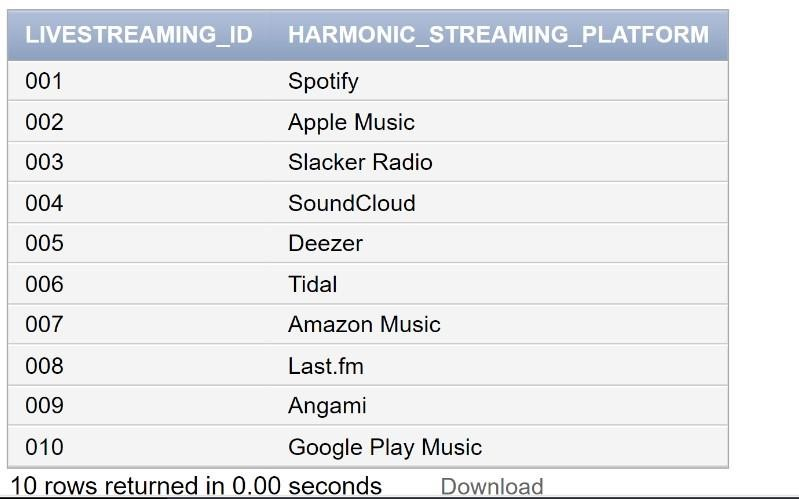 LIVESTREAMING_ID HARMONIC_STREAMING_PLATFORM
001 Spotify
002 Apple Music
003 Slacker Radio
004 SoundCloud
005 Deezer
006 Tidal
007 Amazon Music
008 Last.fm
009 Angami
010 Google Play Music
10 rows returned in 0.00 seconds Download